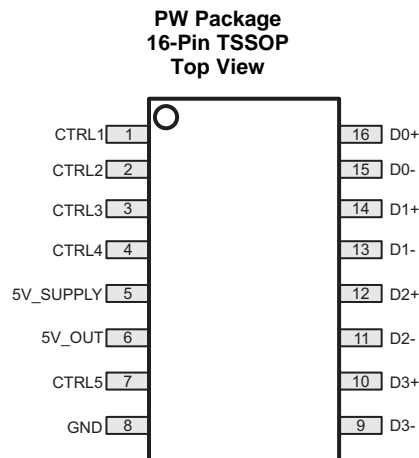 PW Package
16-Pin TSSOP
Top View
CTRL1 1 16 D0+
CTRL2 2 15 D0-
CTRL3 3 14 D1+
CTRL4 4 13 D1-
5V_SUPPLY 5 12 D2+
5V_OUT 6 11 D2-
CTRL5 7 10 D3+
GND 8 9 D3-